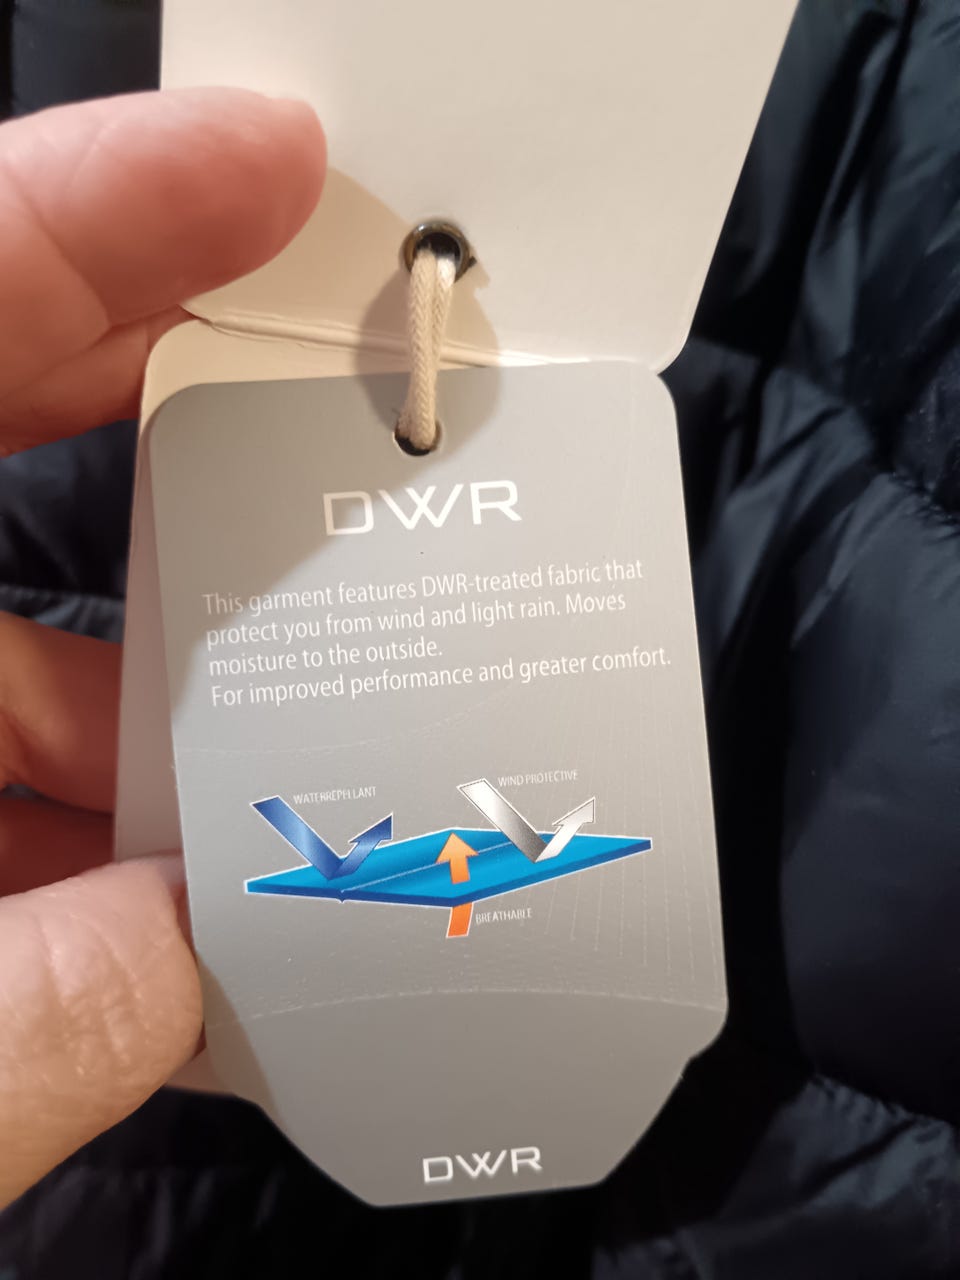 DWR
This garment features DWR-treated fabric that
protect you from wind and light rain. Moves
moisture to the outside.
For improved performance and greater comfort.
WATERREPELLANT
WIND PROTECTIVE
BREATHABLE
DWR